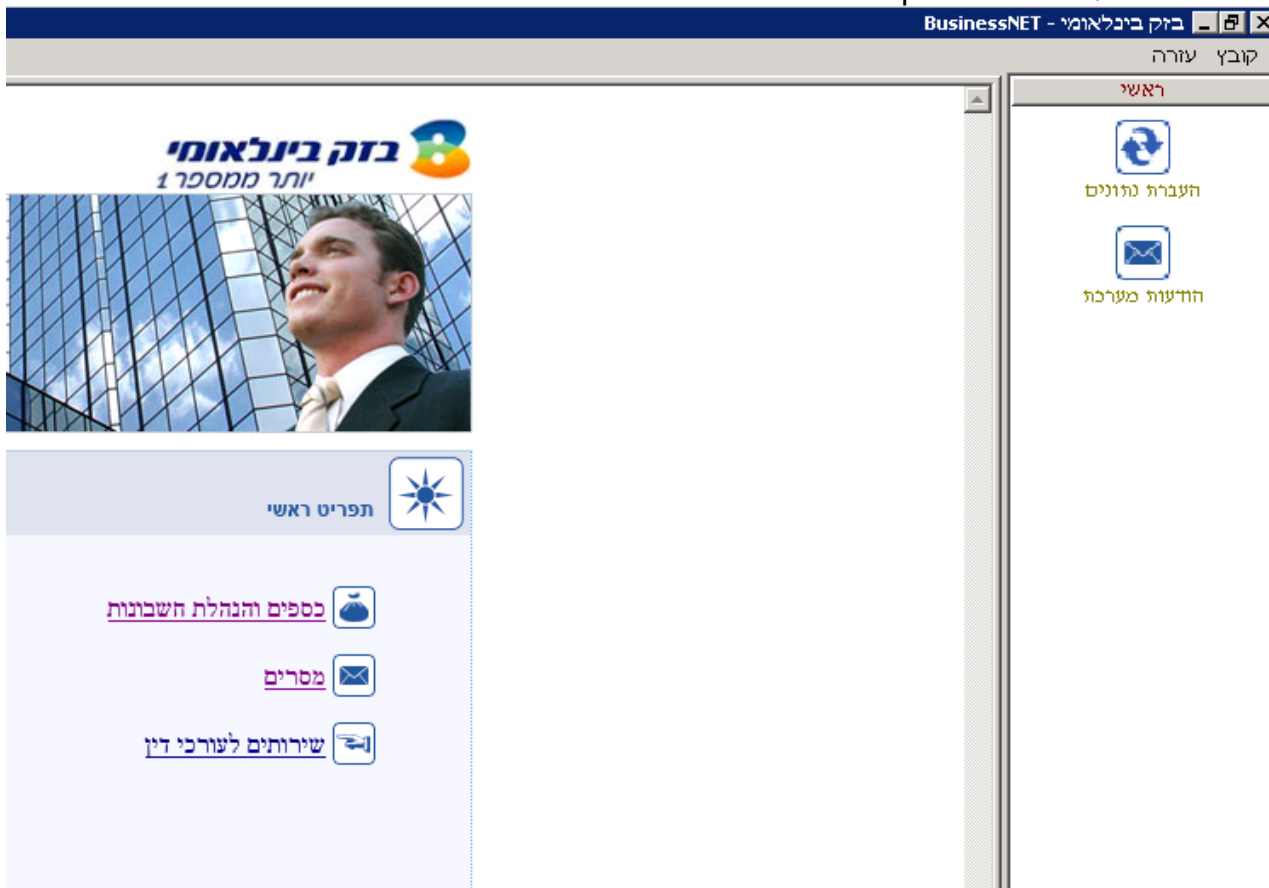 בזק בינלאומי - BusinessNET
קובץ עזרה
ראשי
העברת נתונים
הודעות מערכת
בזק בינלאומי
יותר ממספר 1
תפריט ראשי
כספים והנהלת חשבונות
מסרים
שירותים לעורכי דין